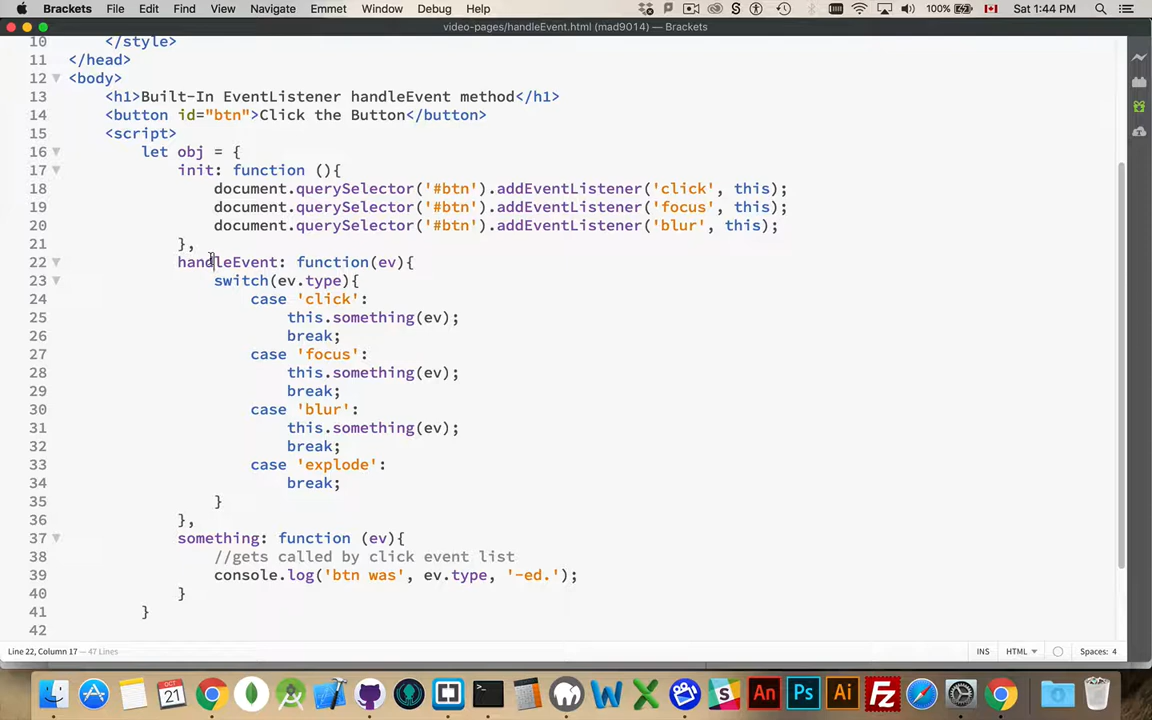 Brackets File Edit Find View Navigate Emmet Window Debug Help 100% Sat 1:44 PM
video-pages/handleEvent.html (mad9014) — Brackets
10 </style>
11 </head>
12 <body>
13 <h1>Built-In EventListener handleEvent method</h1>
14 <button id="btn">Click the Button</button>
15 <script>
16 let obj = {
17 init: function (){
18 document.querySelector('#btn').addEventListener('click', this);
19 document.querySelector('#btn').addEventListener('focus', this);
20 document.querySelector('#btn').addEventListener('blur', this);
21 },
22 handleEvent: function(ev){
23 switch(ev.type){
24 case 'click':
25 this.something(ev);
26 break;
27 case 'focus':
28 this.something(ev);
29 break;
30 case 'blur':
31 this.something(ev);
32 break;
33 case 'explode':
34 break;
35 }
36 },
37 something: function (ev){
38 //gets called by click event list
39 console.log('btn was', ev.type, '-ed.');
40 }
41 }
42
Line 22, Column 17 — 47 Lines INS HTML Spaces: 4
OCT 21 W X S An Ps Ai Fz